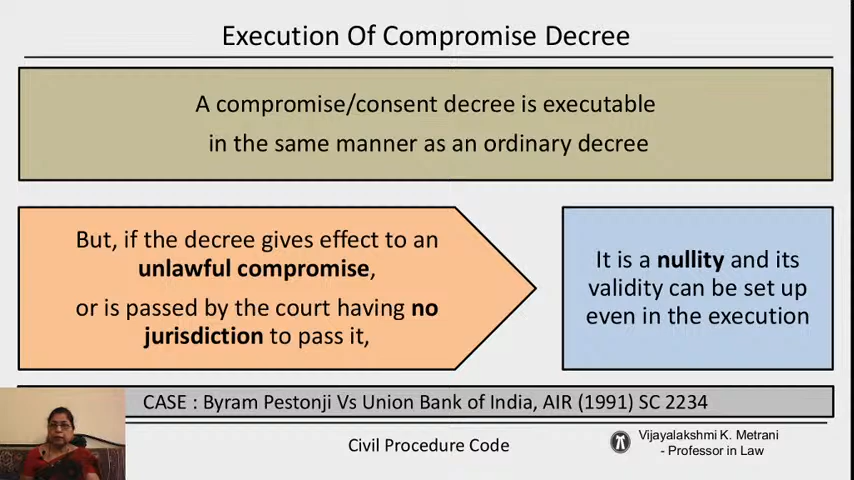 Execution Of Compromise Decree
A compromise/consent decree is executable
in the same manner as an ordinary decree
But, if the decree gives effect to an
unlawful compromise,
or is passed by the court having no
jurisdiction to pass it,
It is a nullity and its
validity can be set up
even in the execution
CASE : Byram Pestonji Vs Union Bank of India, AIR (1991) SC 2234
Civil Procedure Code
Vijayalakshmi K. Metrani
- Professor in Law